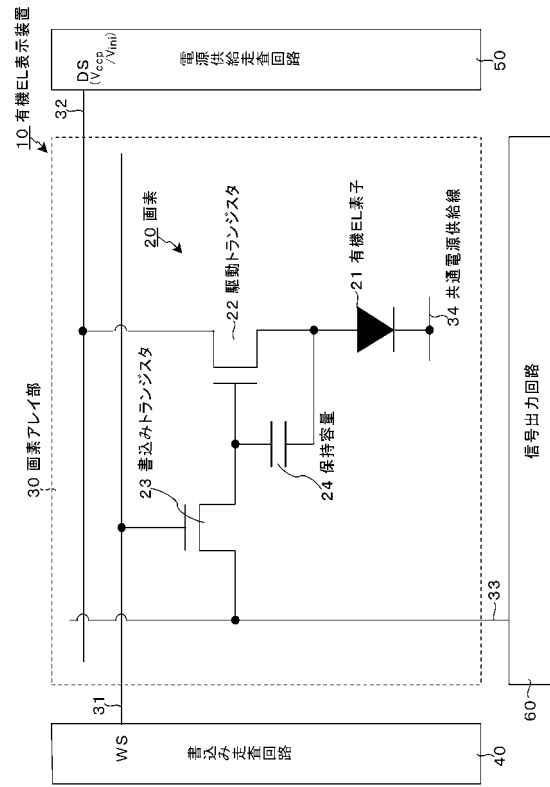 10 有機EL表示装置
30 画素アレイ部
32
DS
(Vccp
/Vini)
電源供給走査回路
50
31
WS
書込み走査回路
40
20 画素
23 書込みトランジスタ
22 駆動トランジスタ
24 保持容量
21 有機EL素子
34 共通電源供給線
33
信号出力回路
60